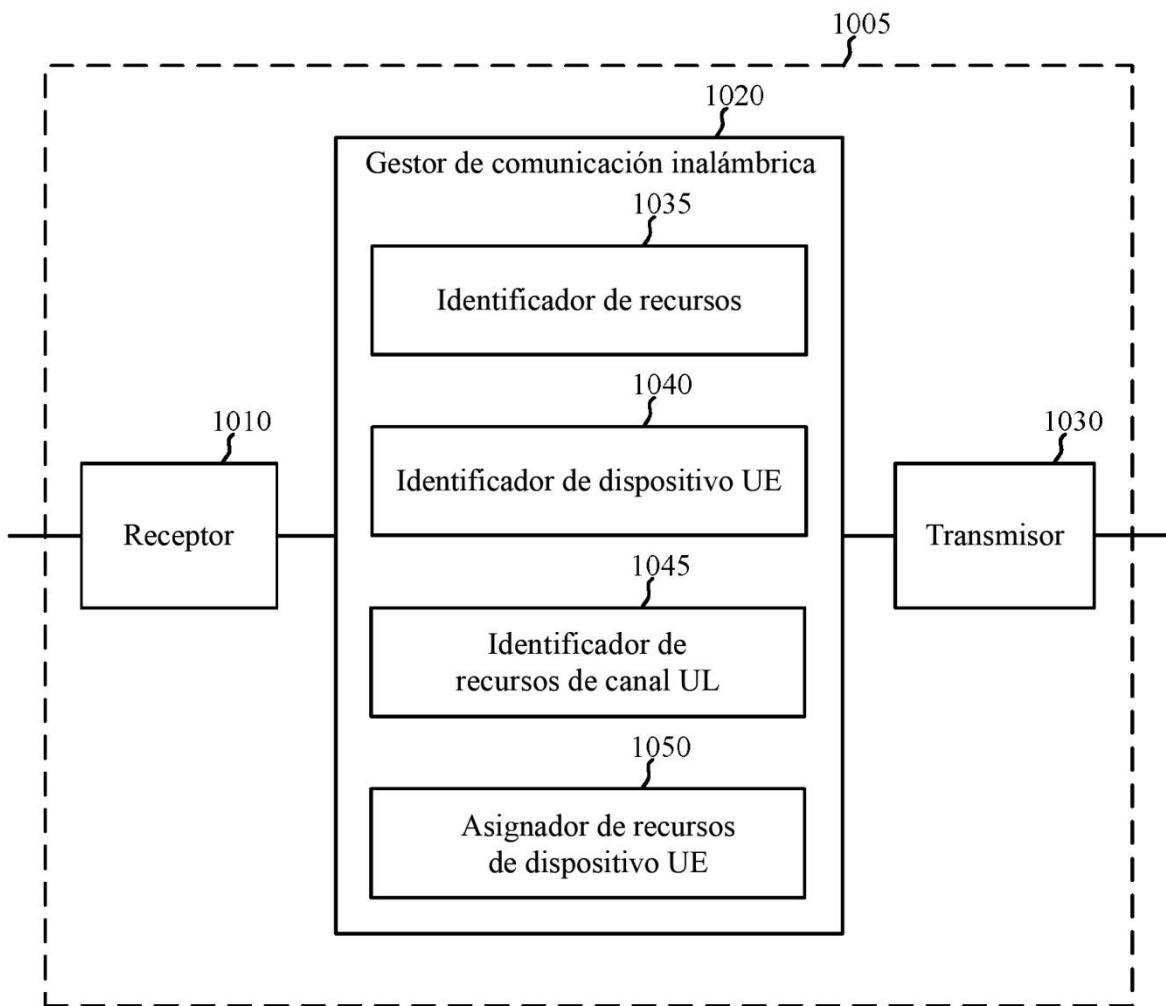 1005
1020
Gestor de comunicación inalámbrica
1035
Identificador de recursos
1040
Identificador de dispositivo UE
1010
Receptor
1030
Transmisor
1045
Identificador de
recursos de canal UL
1050
Asignador de recursos
de dispositivo UE